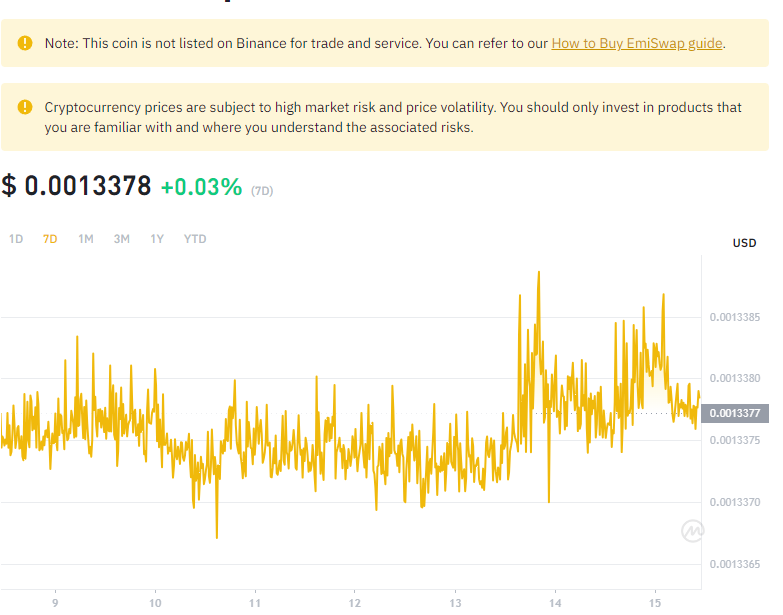 Note: This coin is not listed on Binance for trade and service. You can refer to our How to Buy EmiSwap guide.
Cryptocurrency prices are subject to high market risk and price volatility. You should only invest in products that
you are familiar with and where you understand the associated risks.
$ 0.0013378 +0.03% (7D)
1D 7D 1M 3M 1Y YTD
USD
0.0013385
0.0013380
0.0013377
0.0013375
0.0013370
0.0013365
9 10 11 12 13 14 15